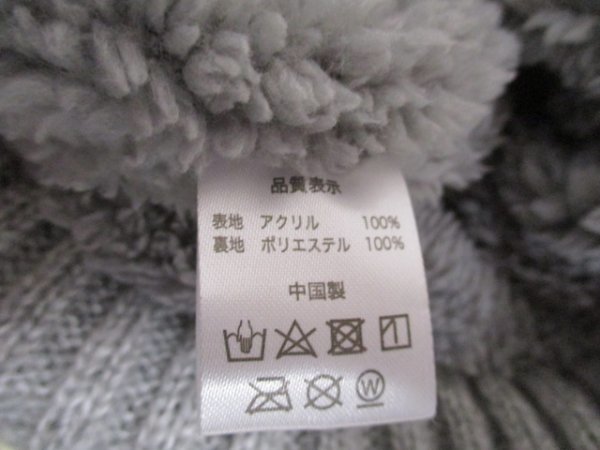 品質表示
表地 アクリル 100%
裏地 ポリエステル 100%
中国製
W